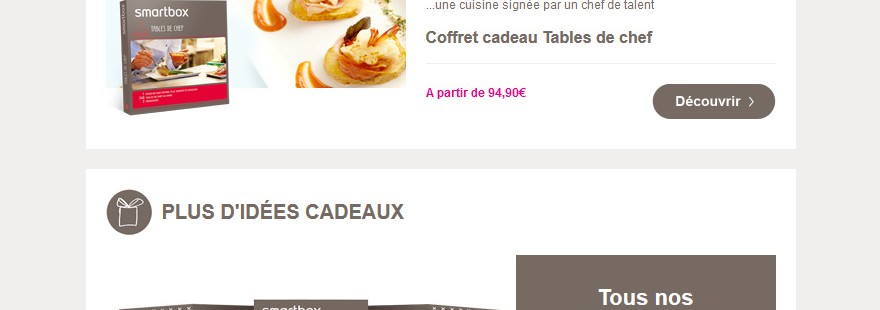 ...une cuisine signée par un chef de talent
smartbox
TABLES DE CHEF
Coffret cadeau Tables de chef
A partir de 94,90€
Découvrir
PLUS D'IDÉES CADEAUX
Tous nos
smartbox